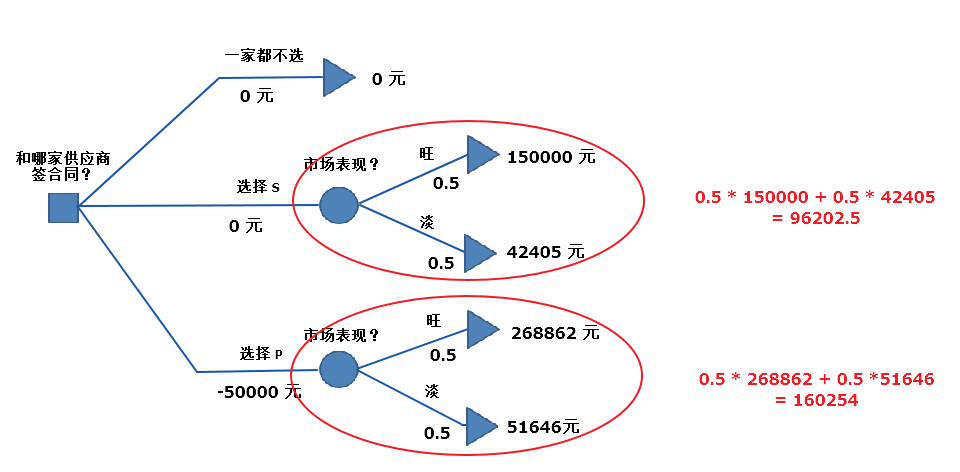 一家都不选
0 元
0 元
和哪家供应商
签合同？
市场表现？
旺
0.5
150000 元
选择 S
0 元
淡
0.5
42405 元
0.5 * 150000 + 0.5 * 42405
= 96202.5
市场表现？
旺
0.5
268862 元
选择 P
-50000 元
淡
0.5
51646元
0.5 * 268862 + 0.5 *51646
= 160254